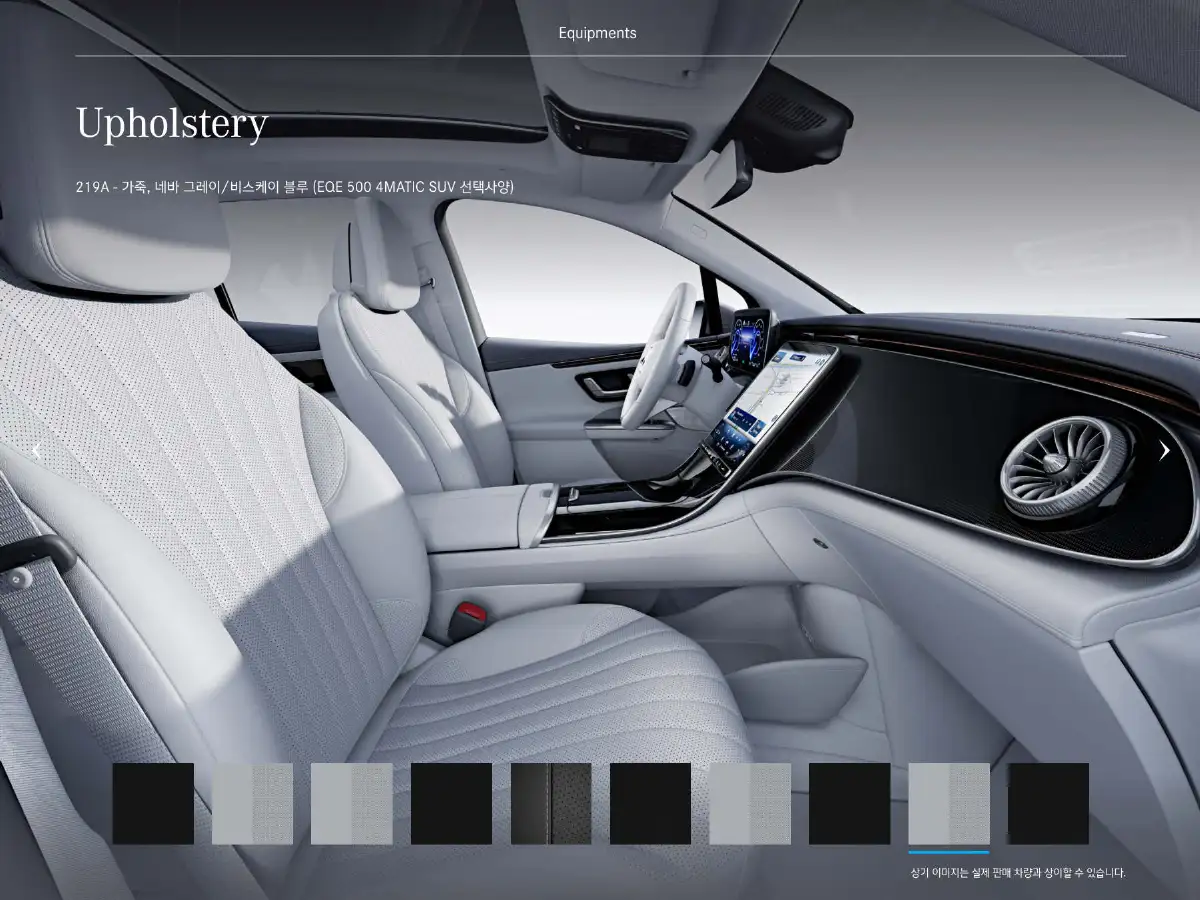 Equipments
Upholstery
219A - 가죽, 네바 그레이/비스케이 블루 (EQE 500 4MATIC SUV 선택사양)
상기 이미지는 실제 판매 차량과 상이할 수 있습니다.